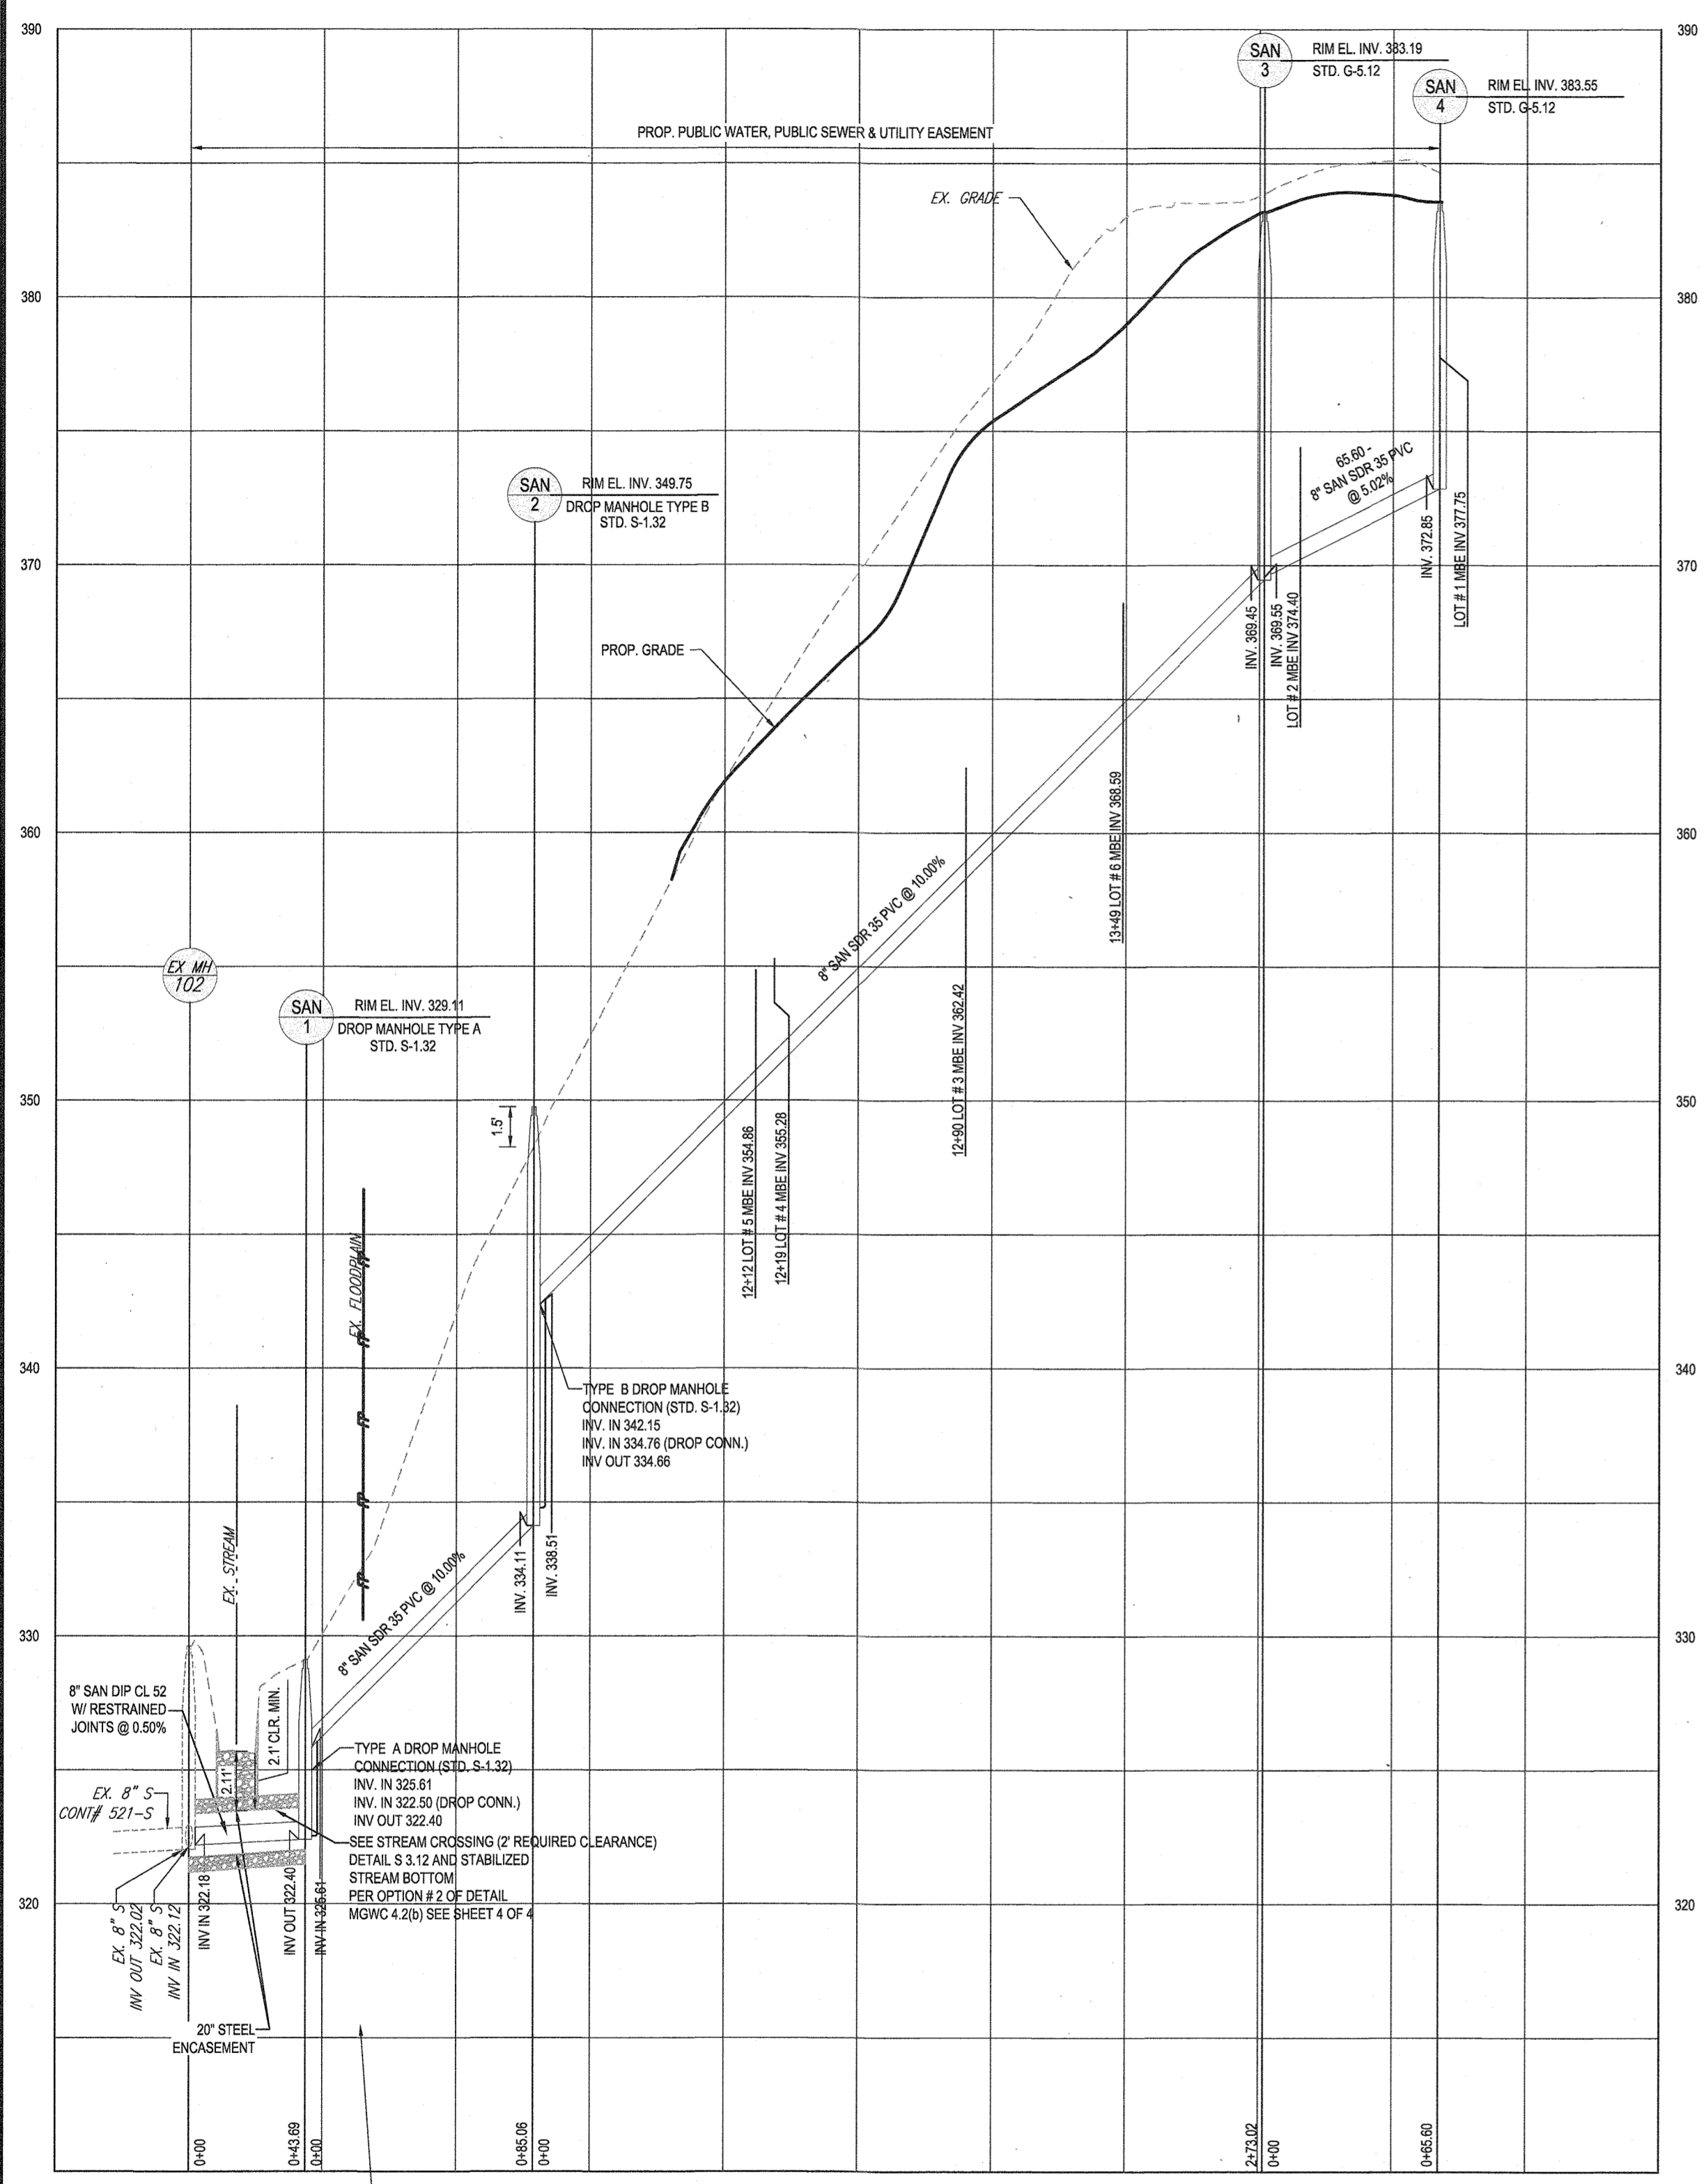 390
390
SAN
3
RIM EL. INV. 383.19
STD. G-5.12
SAN
4
RIM EL. INV. 383.55
STD. G-5.12
PROP. PUBLIC WATER, PUBLIC SEWER & UTILITY EASEMENT
EX. GRADE
380
380
65.60 -
8" SAN SDR 35 PVC
@ 5.02%
SAN
2
RIM EL. INV. 349.75
DROP MANHOLE TYPE B
STD. S-1.32
INV. 372.85
LOT # 1 MBE INV 377.75
370
370
INV. 369.45
INV. 369.55
LOT # 2 MBE INV 374.40
PROP. GRADE
13+49 LOT # 6 MBE INV 368.59
360
360
8" SAN SDR 35 PVC @ 10.00%
EX MH
102
SAN
1
RIM EL. INV. 329.11
DROP MANHOLE TYPE A
STD. S-1.32
12+90 LOT # 3 MBE INV 362.42
350
350
1.5'
12+12 LOT # 5 MBE INV 354.86
12+19 LOT # 4 MBE INV 355.28
EX. FLOODPLAIN
FP
FP
FP
FP
FP
340
340
TYPE B DROP MANHOLE
CONNECTION (STD. S-1.32)
INV. IN 342.15
INV. IN 334.76 (DROP CONN.)
INV OUT 334.66
EX. STREAM
INV. 334.11
INV. 338.51
8" SAN SDR 35 PVC @ 10.00%
330
330
8" SAN DIP CL 52
W/ RESTRAINED
JOINTS @ 0.50%
2.1' CLR. MIN.
2.11'
TYPE A DROP MANHOLE
CONNECTION (STD. S-1.32)
INV. IN 325.61
INV. IN 322.50 (DROP CONN.)
INV OUT 322.40
EX. 8" S
CONT# 521-S
SEE STREAM CROSSING (2' REQUIRED CLEARANCE)
DETAIL S 3.12 AND STABILIZED
STREAM BOTTOM
PER OPTION # 2 OF DETAIL
MGWC 4.2(b) SEE SHEET 4 OF 4
320
320
EX. 8" S
INV OUT 322.02
EX. 8" S
INV IN 322.12
INV IN 322.18
INV OUT 322.40
INV IN 325.61
20" STEEL
ENCASEMENT
0+00
0+43.69
0+00
0+85.06
0+00
2+73.02
0+00
0+65.60